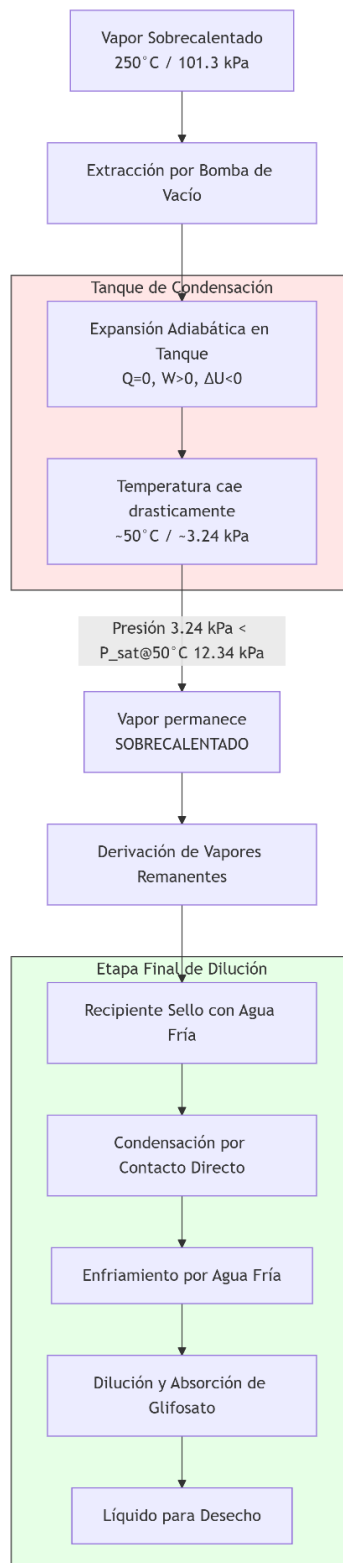 Vapor Sobrecalentado
250°C / 101.3 kPa
Extracción por Bomba de
Vacío
Tanque de Condensación
Expansión Adiabática en
Tanque
Q=0, W>0, ΔU<0
Temperatura cae
drasticamente
~50°C / ~3.24 kPa
Presión 3.24 kPa <
P_sat@50°C 12.34 kPa
Vapor permanece
SOBRECALENTADO
Derivación de Vapores
Remanentes
Etapa Final de Dilución
Recipiente Sello con Agua
Fría
Condensación por
Contacto Directo
Enfriamiento por Agua Fría
Dilución y Absorción de
Glifosato
Líquido para Desecho